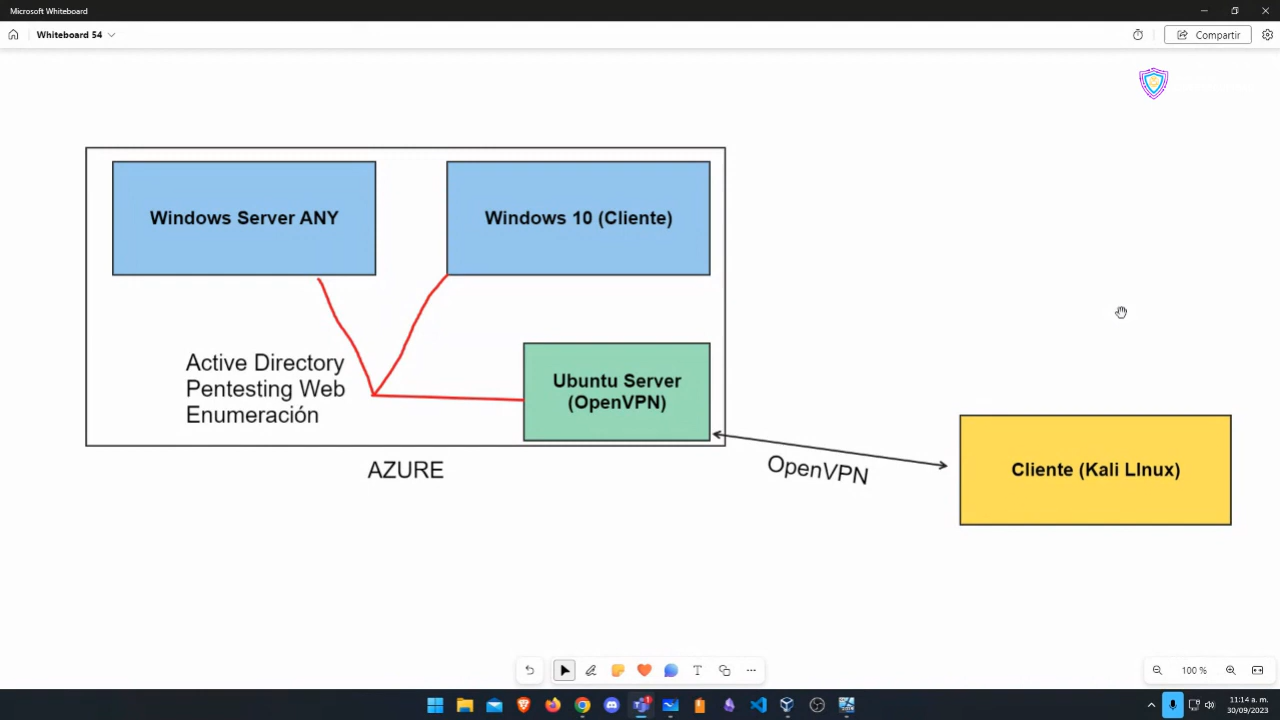 Microsoft Whiteboard
Whiteboard 54
Compartir
Windows Server ANY
Windows 10 (Cliente)
Active Directory
Pentesting Web
Enumeración
Ubuntu Server
(OpenVPN)
AZURE
OpenVPN
Cliente (Kali LInux)
100 %
11:14 a. m.
30/09/2023